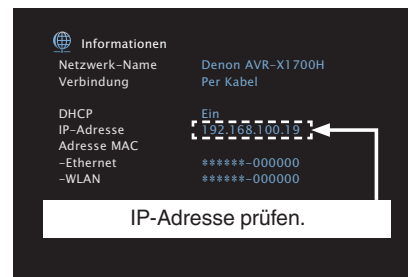 Informationen
Netzwerk-Name Denon AVR-X1700H
Verbindung Per Kabel
DHCP Ein
IP-Adresse 192.168.100.19
Adresse MAC
-Ethernet ******-000000
-WLAN ******-000000
IP-Adresse prüfen.